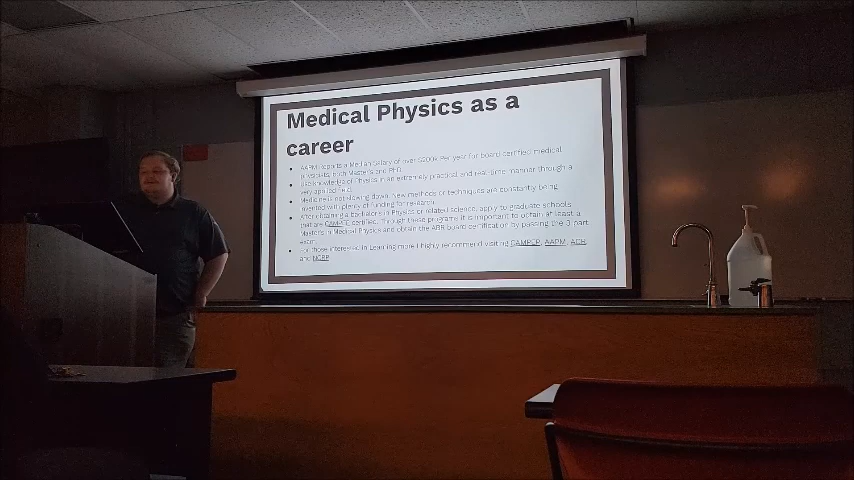 Medical Physics as a
career
AAPM Reports a Median Salary of over $200k Per year for board certified medical
physicists, both Masters and PHD.
Use knowledge of Physics in an extremely practical and real-time manner through a
very applied field.
Medicine is not slowing down. New methods or techniques are constantly being
invented with plenty of funding for research.
After obtaining a bachelors in Physics or related science, apply to graduate schools
that are CAMPEP certified. Through these programs it is important to obtain at least a
Masters in Medical Physics and obtain the ABR board certification by passing the 3 part
exam.
For those interested in Learning more I highly recommend visiting CAMPEP, AAPM, ACR,
and NCRP.